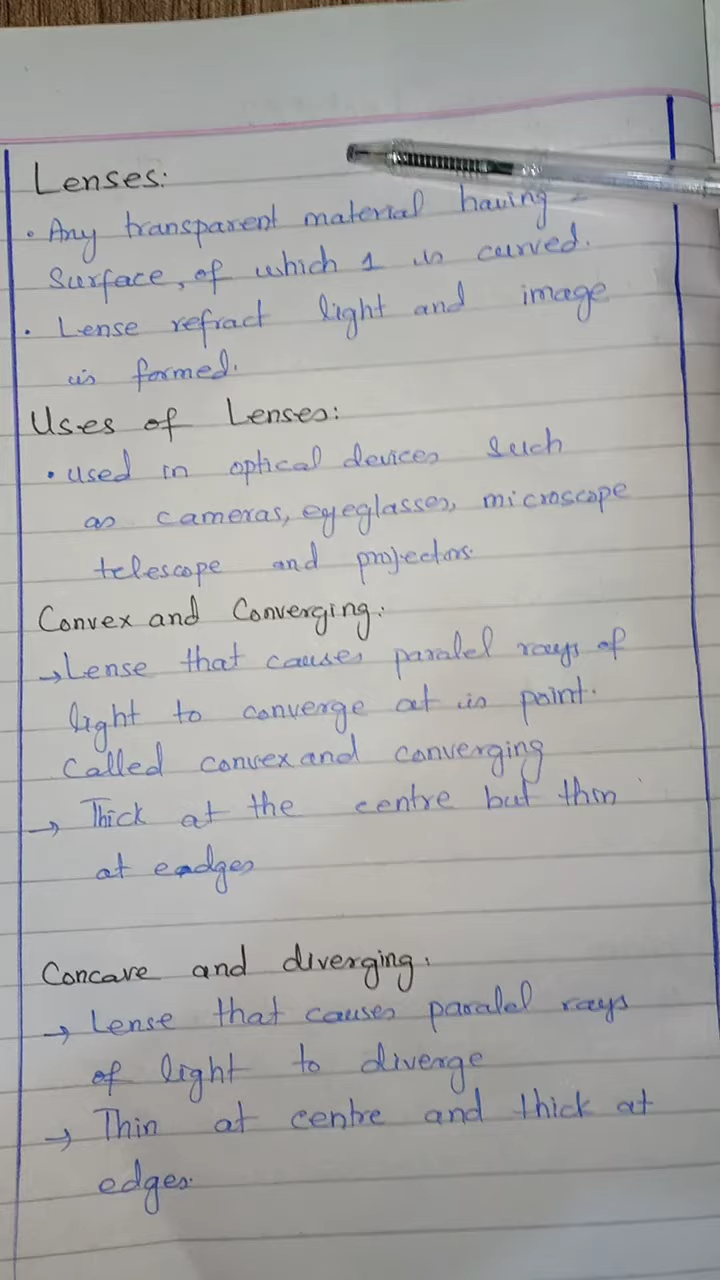 Lenses:
• Any transparent material having
surface, of which 1 is curved.
• Lense refract light and image
is formed.
Uses of Lenses:
• used in optical devices such
as cameras, eyeglasses, microscope
telescope and projectors.
Convex and Converging:
→ Lense that causes paralel rays of
light to converge at is point.
Called convex and converging
→ Thick at the centre but thin
at eadges
Concave and diverging:
→ Lense that causes paralel rays
of light to diverge
→ Thin at centre and thick at
edges.